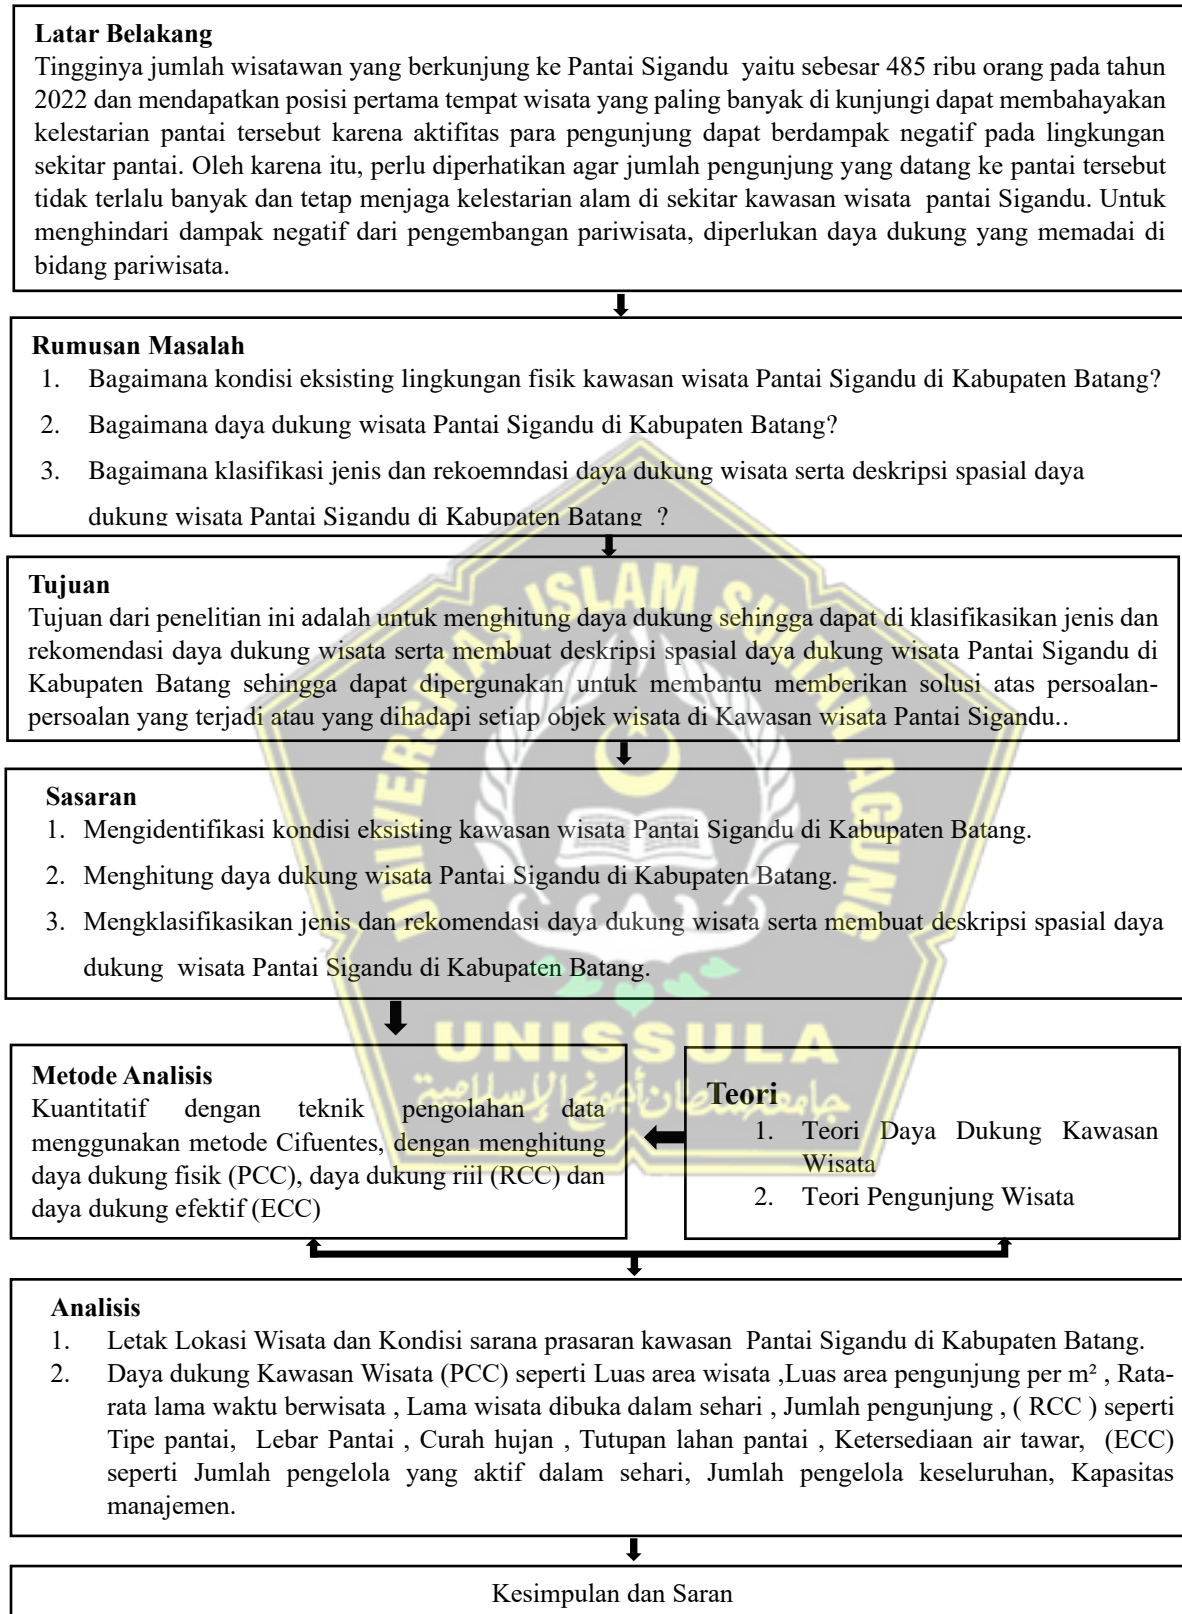 Latar Belakang
Tingginya jumlah wisatawan yang berkunjung ke Pantai Sigandu yaitu sebesar 485 ribu orang pada tahun
2022 dan mendapatkan posisi pertama tempat wisata yang paling banyak di kunjungi dapat membahayakan
kelestarian pantai tersebut karena aktifitas para pengunjung dapat berdampak negatif pada lingkungan
sekitar pantai. Oleh karena itu, perlu diperhatikan agar jumlah pengunjung yang datang ke pantai tersebut
tidak terlalu banyak dan tetap menjaga kelestarian alam di sekitar kawasan wisata pantai Sigandu. Untuk
menghindari dampak negatif dari pengembangan pariwisata, diperlukan daya dukung yang memadai di
bidang pariwisata.
Rumusan Masalah
1. Bagaimana kondisi eksisting lingkungan fisik kawasan wisata Pantai Sigandu di Kabupaten Batang?
2. Bagaimana daya dukung wisata Pantai Sigandu di Kabupaten Batang?
3. Bagaimana klasifikasi jenis dan rekoemndasi daya dukung wisata serta deskripsi spasial daya
dukung wisata Pantai Sigandu di Kabupaten Batang ?
Tujuan
Tujuan dari penelitian ini adalah untuk menghitung daya dukung sehingga dapat di klasifikasikan jenis dan
rekomendasi daya dukung wisata serta membuat deskripsi spasial daya dukung wisata Pantai Sigandu di
Kabupaten Batang sehingga dapat dipergunakan untuk membantu memberikan solusi atas persoalan-
persoalan yang terjadi atau yang dihadapi setiap objek wisata di Kawasan wisata Pantai Sigandu..
Sasaran
1. Mengidentifikasi kondisi eksisting kawasan wisata Pantai Sigandu di Kabupaten Batang.
2. Menghitung daya dukung wisata Pantai Sigandu di Kabupaten Batang.
3. Mengklasifikasikan jenis dan rekomendasi daya dukung wisata serta membuat deskripsi spasial daya
dukung wisata Pantai Sigandu di Kabupaten Batang.
Metode Analisis
Kuantitatif dengan teknik pengolahan data
menggunakan metode Cifuentes, dengan menghitung
daya dukung fisik (PCC), daya dukung riil (RCC) dan
daya dukung efektif (ECC)
Teori
1. Teori Daya Dukung Kawasan
Wisata
2. Teori Pengunjung Wisata
Analisis
1. Letak Lokasi Wisata dan Kondisi sarana prasaran kawasan Pantai Sigandu di Kabupaten Batang.
2. Daya dukung Kawasan Wisata (PCC) seperti Luas area wisata ,Luas area pengunjung per m² , Rata-
rata lama waktu berwisata , Lama wisata dibuka dalam sehari , Jumlah pengunjung , ( RCC ) seperti
Tipe pantai, Lebar Pantai , Curah hujan , Tutupan lahan pantai , Ketersediaan air tawar, (ECC)
seperti Jumlah pengelola yang aktif dalam sehari, Jumlah pengelola keseluruhan, Kapasitas
manajemen.
Kesimpulan dan Saran
UNIVERSITAS ISLAM SULTAN AGUNG
UNISSULA
جامعة سلطان أجونج الإسلامية